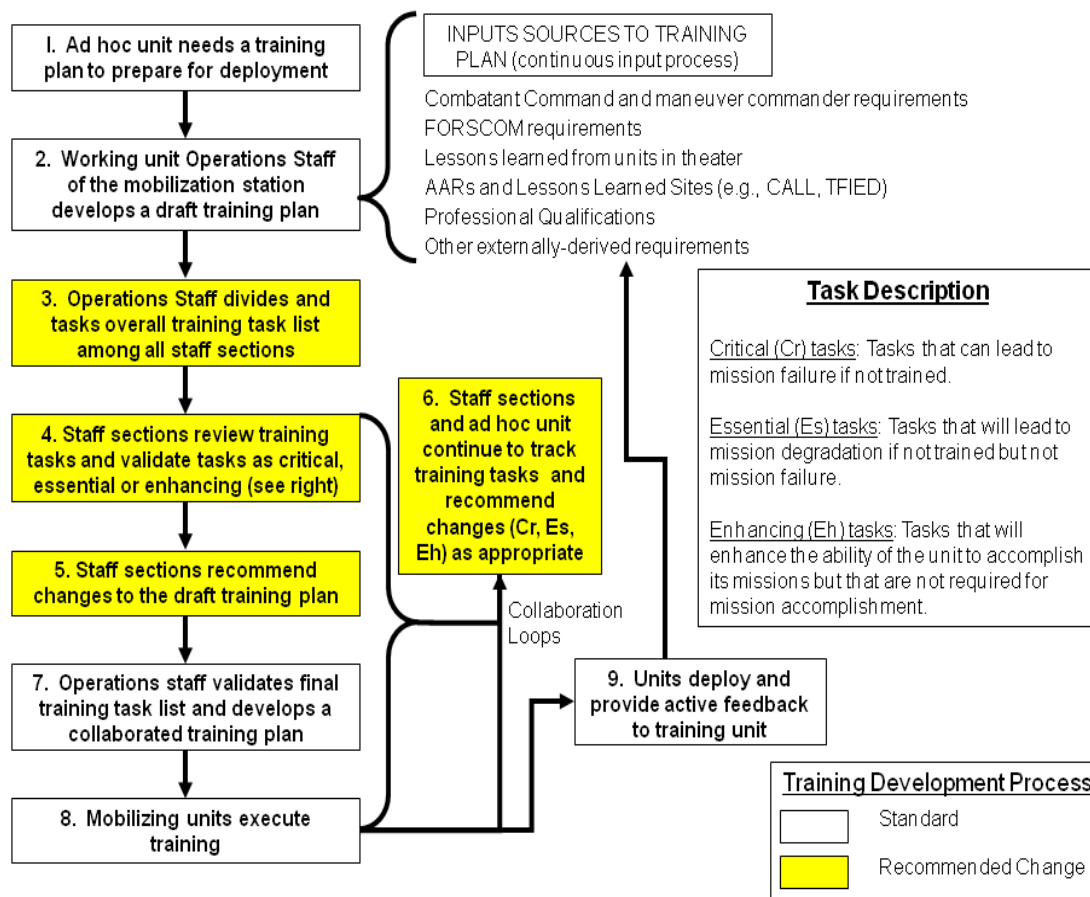 I. Ad hoc unit needs a training
plan to prepare for deployment
2. Working unit Operations Staff
of the mobilization station
develops a draft training plan
3. Operations Staff divides and
tasks overall training task list
among all staff sections
4. Staff sections review training
tasks and validate tasks as critical,
essential or enhancing (see right)
5. Staff sections recommend
changes to the draft training plan
7. Operations staff validates final
training task list and develops a
collaborated training plan
8. Mobilizing units execute
training
INPUTS SOURCES TO TRAINING
PLAN (continuous input process)
Combatant Command and maneuver commander requirements
FORSCOM requirements
Lessons learned from units in theater
AARs and Lessons Learned Sites (e.g., CALL, TFIED)
Professional Qualifications
Other externally-derived requirements
6. Staff sections
and ad hoc unit
continue to track
training tasks and
recommend
changes (Cr, Es,
Eh) as appropriate
Collaboration
Loops
9. Units deploy and
provide active feedback
to training unit
Task Description
Critical (Cr) tasks: Tasks that can lead to
mission failure if not trained.
Essential (Es) tasks: Tasks that will lead to
mission degradation if not trained but not
mission failure.
Enhancing (Eh) tasks: Tasks that will
enhance the ability of the unit to accomplish
its missions but that are not required for
mission accomplishment.
Training Development Process
Standard
Recommended Change